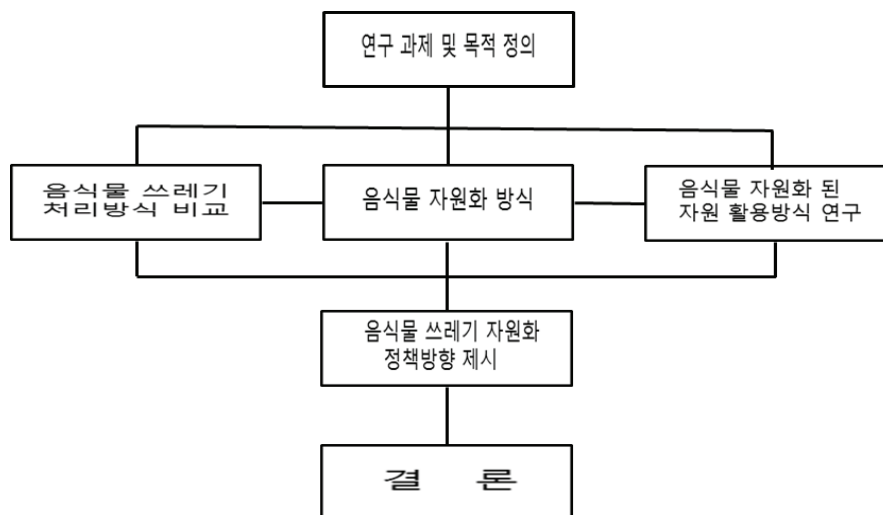 연구 과제 및 목적 정의
음식물 쓰레기
처리방식 비교
음식물 자원화 방식
음식물 자원화 된
자원 활용방식 연구
음식물 쓰레기 자원화
정책방향 제시
결 론